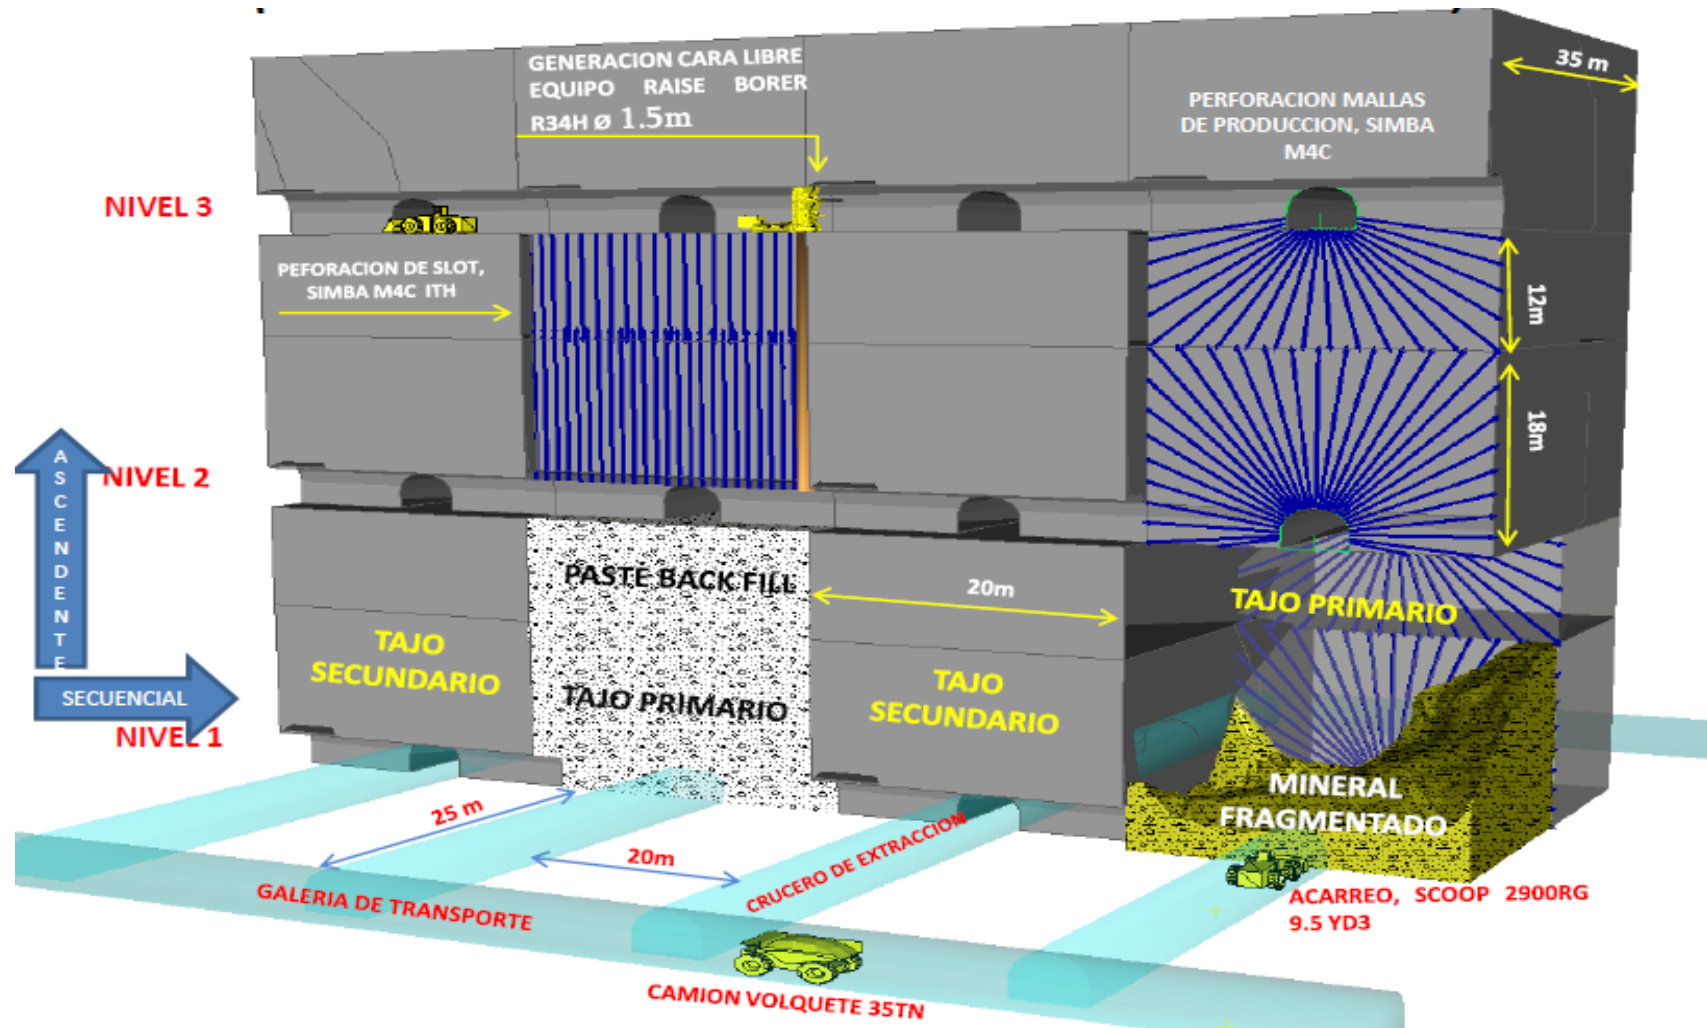 GENERACION CARA LIBRE
EQUIPO RAISE BORER
R34H Ø 1.5m
35 m
PERFORACION MALLAS
DE PRODUCCION, SIMBA
M4C
NIVEL 3
PEFORACION DE SLOT,
SIMBA M4C ITH
12m
18m
ASCENDENTE
NIVEL 2
PASTE BACK FILL
20m
TAJO PRIMARIO
TAJO
SECUNDARIO
TAJO PRIMARIO
TAJO
SECUNDARIO
SECUENCIAL
NIVEL 1
MINERAL
FRAGMENTADO
25 m
20m
CRUCERO DE EXTRACCION
GALERIA DE TRANSPORTE
ACARREO, SCOOP 2900RG
9.5 YD3
CAMION VOLQUETE 35TN